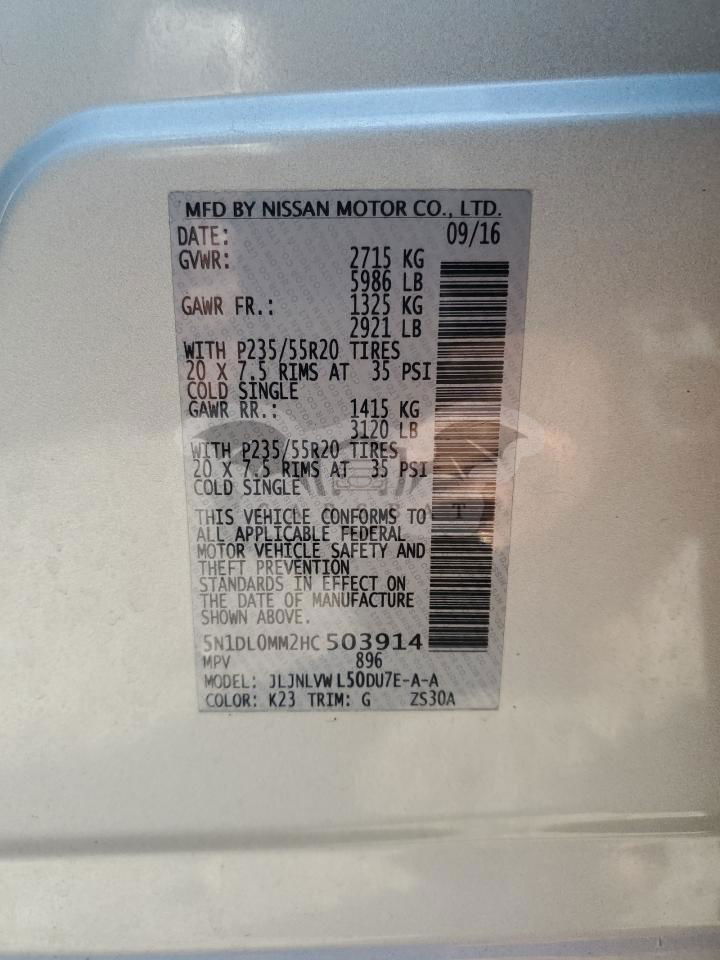 MFD BY NISSAN MOTOR CO., LTD.
DATE: 09/16
GVWR: 2715 KG
5986 LB
GAWR FR.: 1325 KG
2921 LB
WITH P235/55R20 TIRES
20 X 7.5 RIMS AT 35 PSI
COLD SINGLE
GAWR RR.: 1415 KG
3120 LB
WITH P235/55R20 TIRES
20 X 7.5 RIMS AT 35 PSI
COLD SINGLE
THIS VEHICLE CONFORMS TO
ALL APPLICABLE FEDERAL
MOTOR VEHICLE SAFETY AND
THEFT PREVENTION
STANDARDS IN EFFECT ON
THE DATE OF MANUFACTURE
SHOWN ABOVE.
5N1DL0MM2HC 503914
MPV 896
MODEL: JLJNLVW L50DU7E-A-A
COLOR: K23 TRIM: G ZS30A